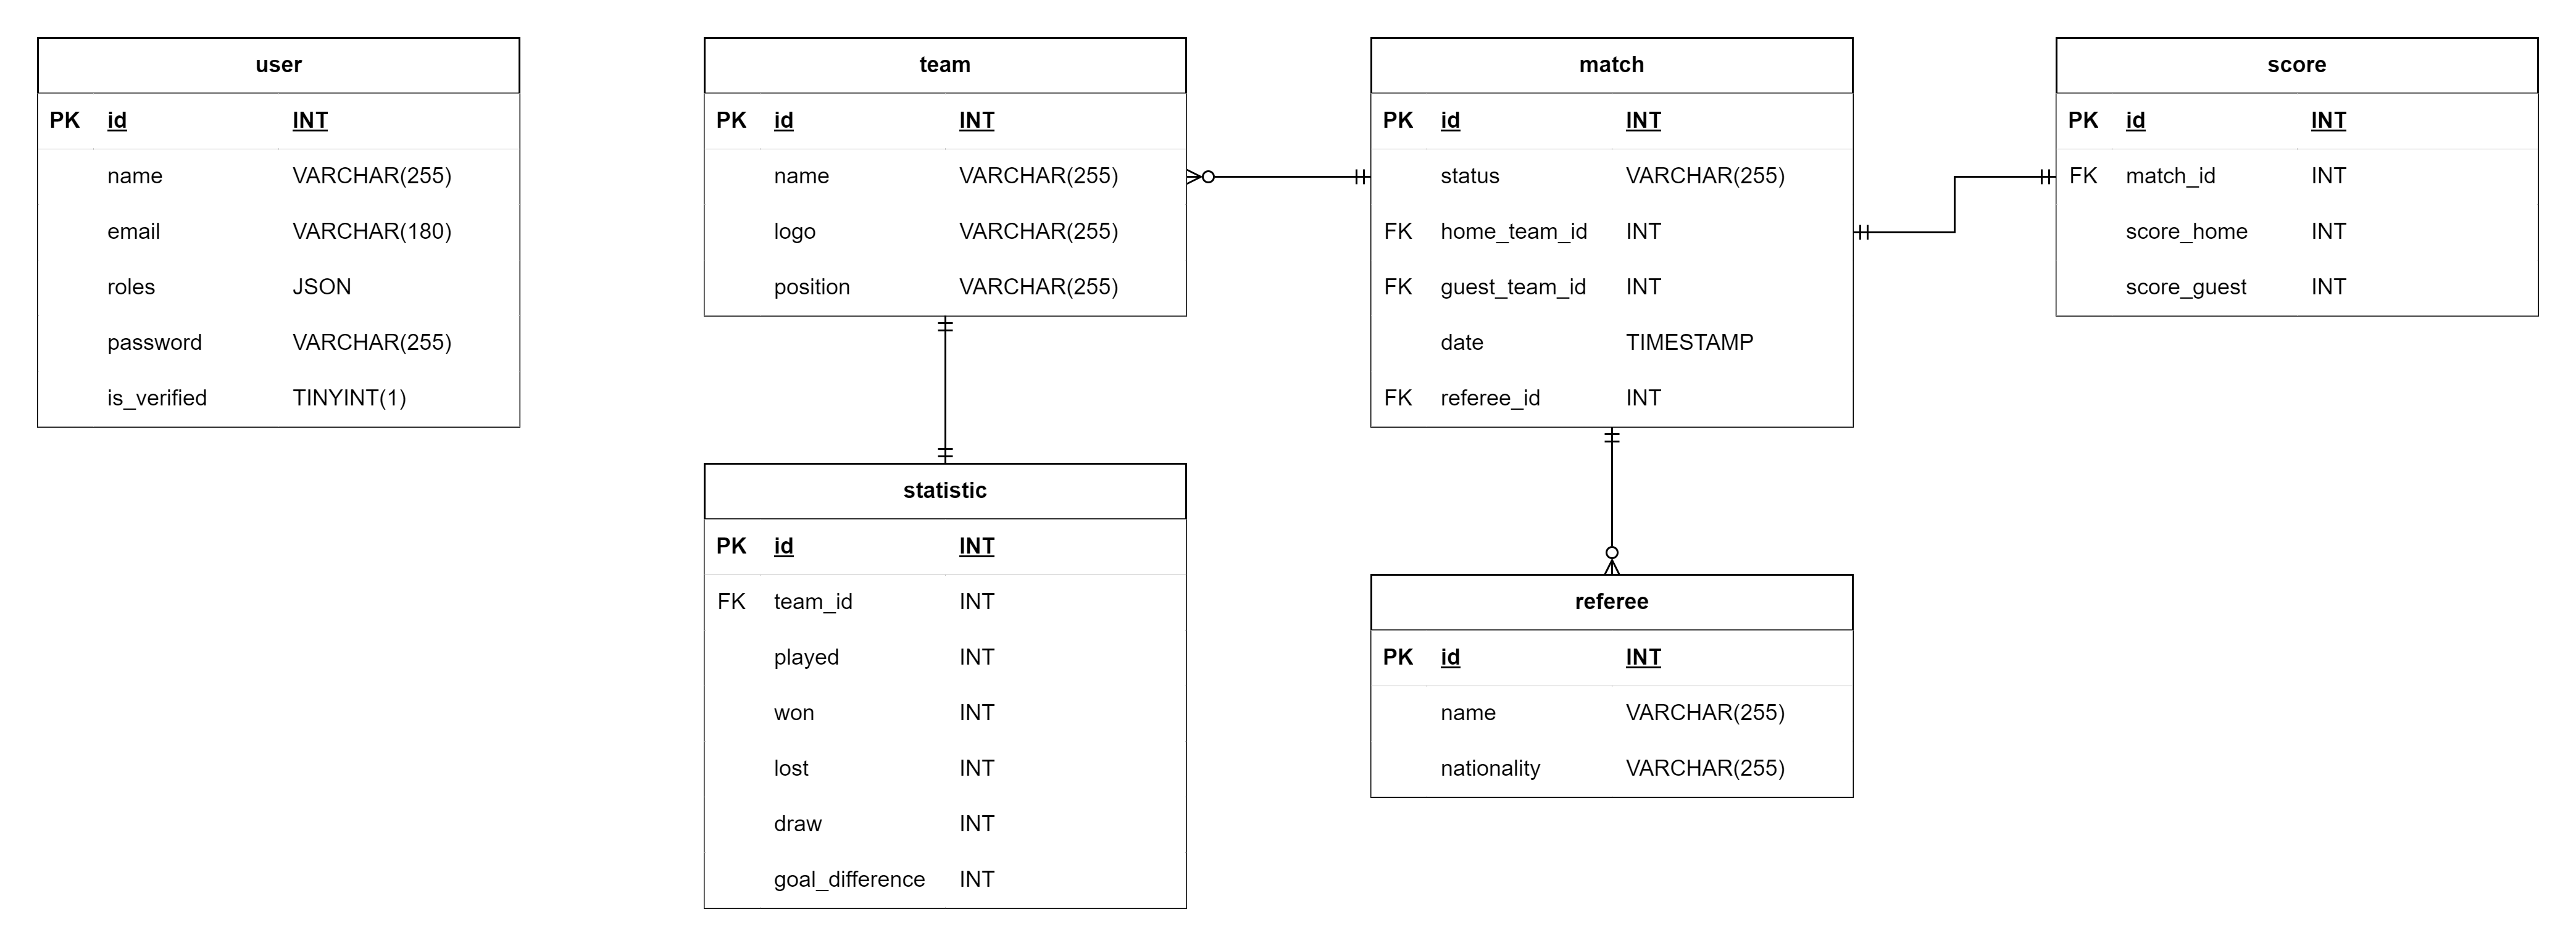 user
PK id INT
name VARCHAR(255)
email VARCHAR(180)
roles JSON
password VARCHAR(255)
is_verified TINYINT(1)
team
PK id INT
name VARCHAR(255)
logo VARCHAR(255)
position VARCHAR(255)
match
PK id INT
status VARCHAR(255)
FK home_team_id INT
FK guest_team_id INT
date TIMESTAMP
FK referee_id INT
score
PK id INT
FK match_id INT
score_home INT
score_guest INT
statistic
PK id INT
FK team_id INT
played INT
won INT
lost INT
draw INT
goal_difference INT
referee
PK id INT
name VARCHAR(255)
nationality VARCHAR(255)